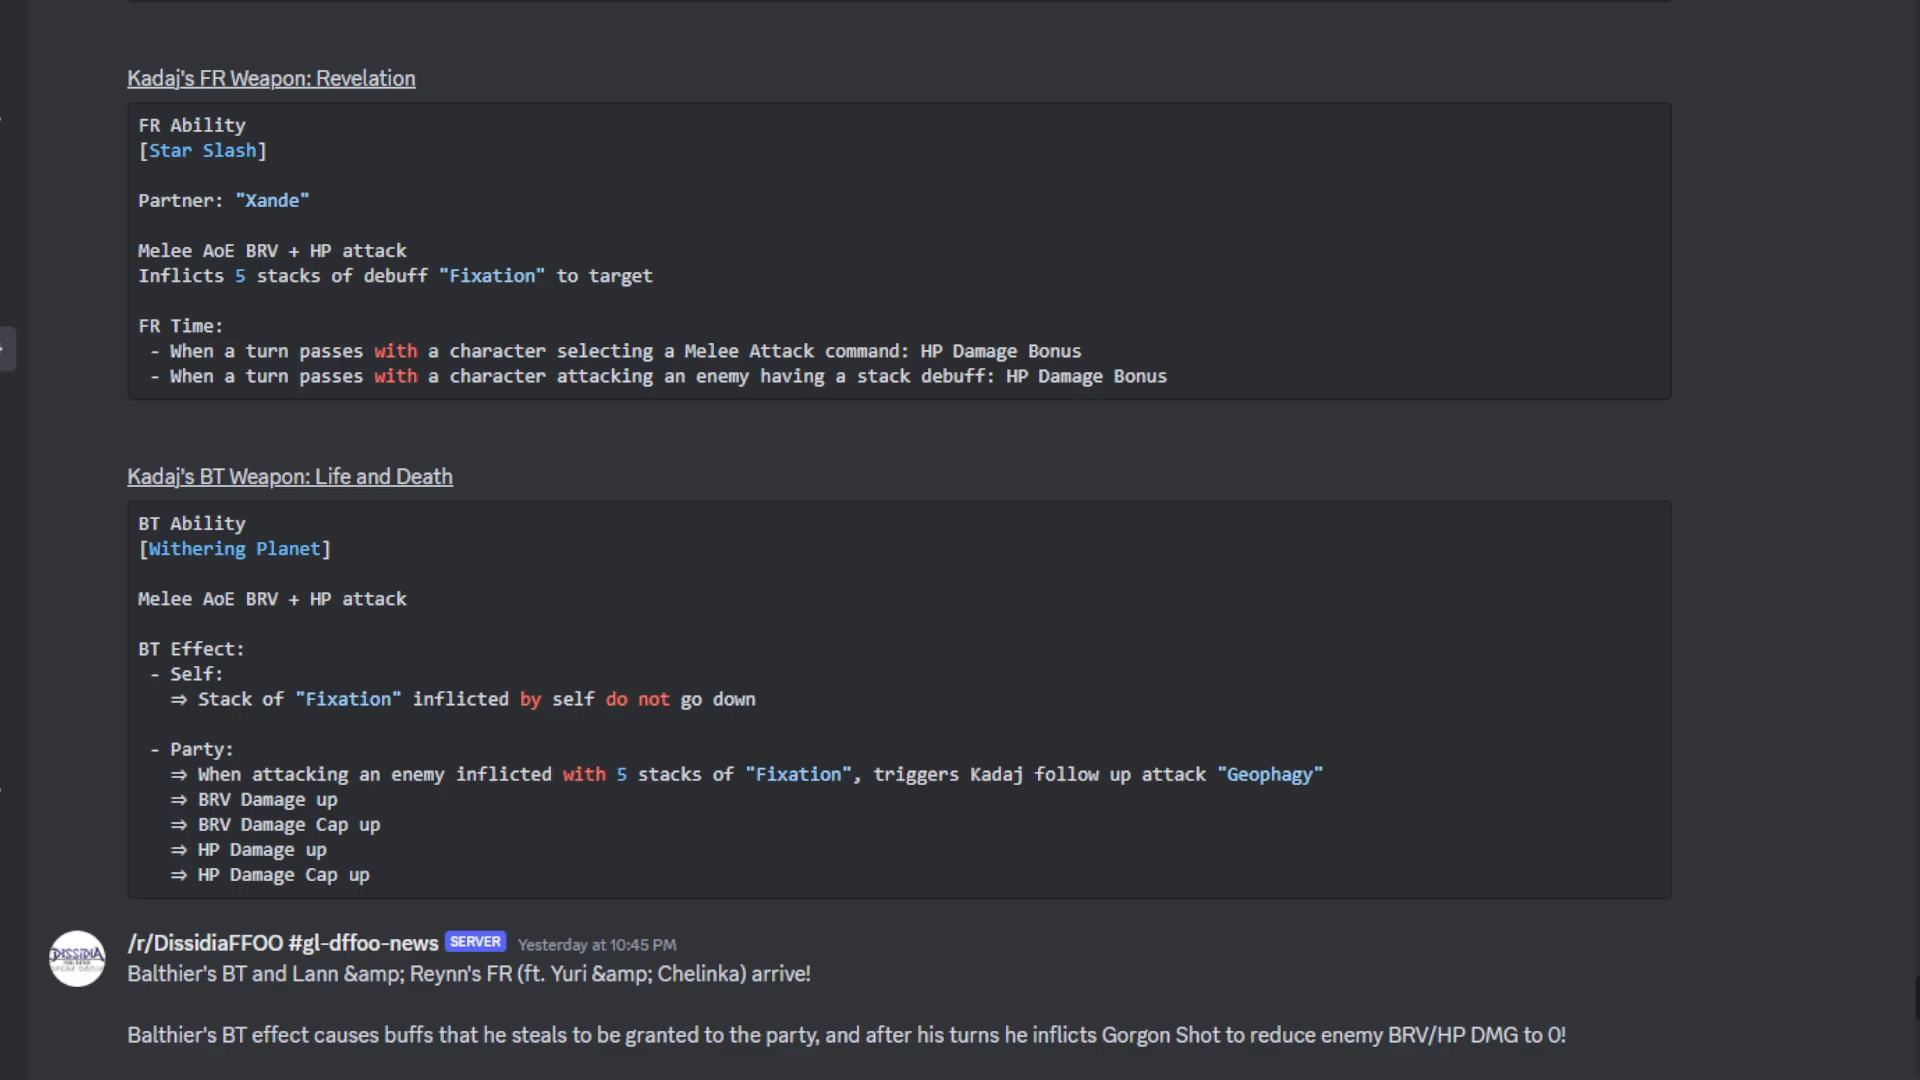 Kadaj's FR Weapon: Revelation
FR Ability
[Star Slash]
Partner: "Xande"
Melee AoE BRV + HP attack
Inflicts 5 stacks of debuff "Fixation" to target
FR Time:
- When a turn passes with a character selecting a Melee Attack command: HP Damage Bonus
- When a turn passes with a character attacking an enemy having a stack debuff: HP Damage Bonus
Kadaj's BT Weapon: Life and Death
BT Ability
[Withering Planet]
Melee AoE BRV + HP attack
BT Effect:
- Self:
⇒ Stack of "Fixation" inflicted by self do not go down
- Party:
⇒ When attacking an enemy inflicted with 5 stacks of "Fixation", triggers Kadaj follow up attack "Geophagy"
⇒ BRV Damage up
⇒ BRV Damage Cap up
⇒ HP Damage up
⇒ HP Damage Cap up
/r/DissidiaFFOO #gl-dffoo-news SERVER Yesterday at 10:45 PM
Balthier's BT and Lann &amp; Reynn's FR (ft. Yuri &amp; Chelinka) arrive!
Balthier's BT effect causes buffs that he steals to be granted to the party, and after his turns he inflicts Gorgon Shot to reduce enemy BRV/HP DMG to 0!
DISSIDIA